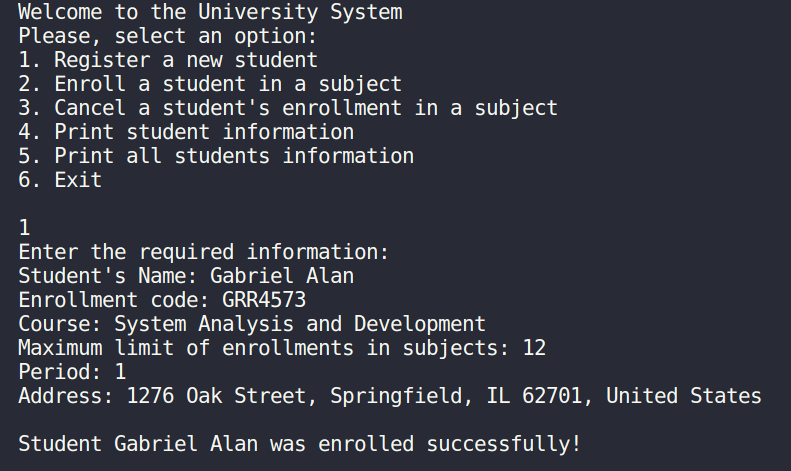 Welcome to the University System
Please, select an option:
1. Register a new student
2. Enroll a student in a subject
3. Cancel a student's enrollment in a subject
4. Print student information
5. Print all students information
6. Exit
1
Enter the required information:
Student's Name: Gabriel Alan
Enrollment code: GRR4573
Course: System Analysis and Development
Maximum limit of enrollments in subjects: 12
Period: 1
Address: 1276 Oak Street, Springfield, IL 62701, United States
Student Gabriel Alan was enrolled successfully!